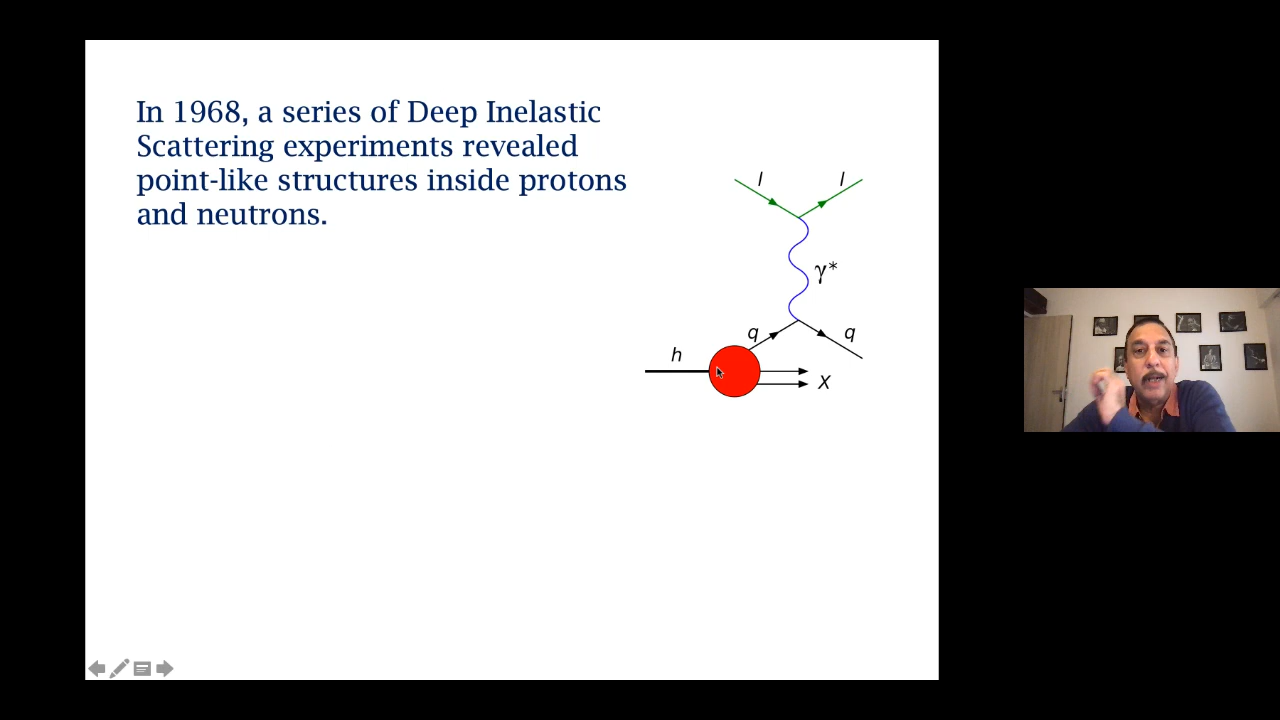 In 1968, a series of Deep Inelastic
Scattering experiments revealed
point-like structures inside protons
and neutrons.
l l
γ*
q q
h
X